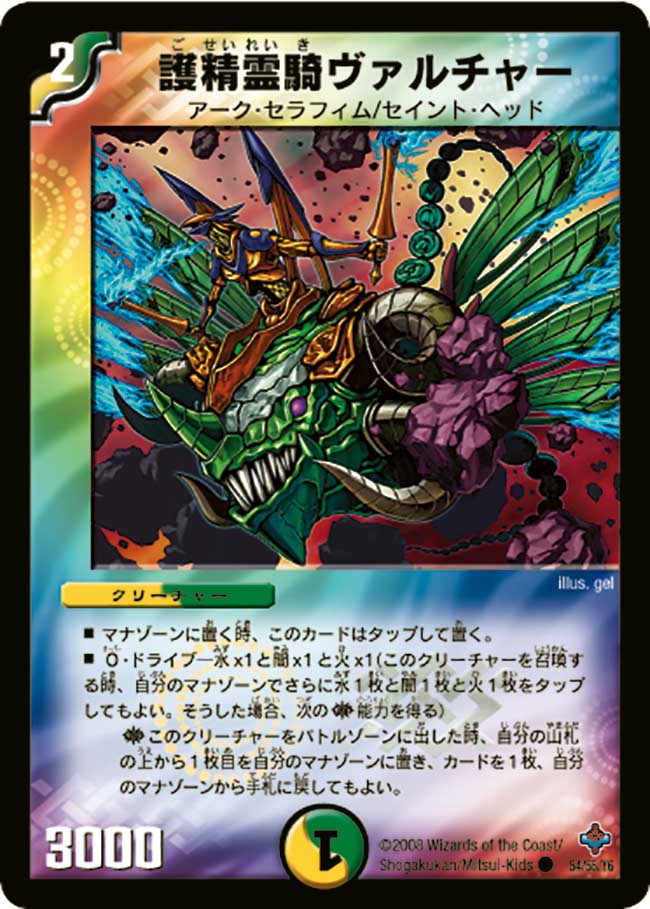 2
ご せい れい き
護精霊騎ヴァルチャー
アーク・セラフィム/セイント・ヘッド
illus. gel
クリーチャー
■ マナゾーンに置く時、このカードはタップして置く。
■ O・ドライブ―水x1と闇x1と火x1(このクリーチャーを召喚す
る時、自分のマナゾーンでさらに水1枚と闇1枚と火1枚をタップ
してもよい。そうした場合、次の能力を得る)
このクリーチャーをバトルゾーンに出した時、自分の山札
の上から1枚目を自分のマナゾーンに置き、カードを1枚、自分
のマナゾーンから手札に戻してもよい。
3000
1
©2008 Wizards of the Coast/
Shogakukan/Mitsui-Kids
54/55/Y6